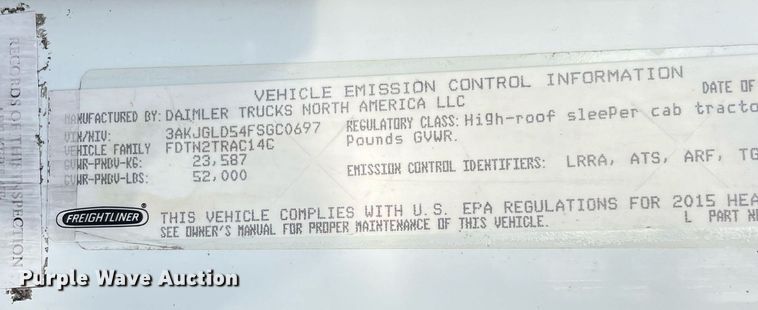 VEHICLE EMISSION CONTROL INFORMATION
MANUFACTURED BY: DAIMLER TRUCKS NORTH AMERICA LLC
DATE OF
VIN/NIV: 3AKJGLD54FSGC0697
REGULATORY CLASS: High-roof sleeper cab tracto
VEHICLE FAMILY FDTN2TRAC14C
Pounds GVWR.
GVWR-PNBV-KG: 23,587
EMISSION CONTROL IDENTIFIERS: LRRA, ATS, ARF, TG
GVWR-PNBV-LBS: 52,000
FREIGHTLINER
THIS VEHICLE COMPLIES WITH U.S. EPA REGULATIONS FOR 2015 HEA
SEE OWNER'S MANUAL FOR PROPER MAINTENANCE OF THIS VEHICLE.
L PART N
RECORDS OF THIS INSPECTION
Purple Wave Auction